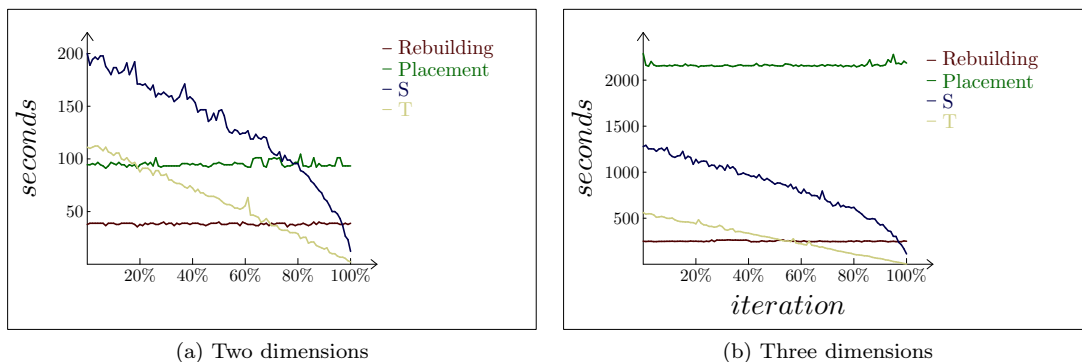 200
150
100
50
seconds
20% 40% 60% 80% 100%
Rebuilding
Placement
S
T
(a) Two dimensions
2000
1500
1000
500
seconds
20% 40% 60% 80% 100%
iteration
Rebuilding
Placement
S
T
(b) Three dimensions